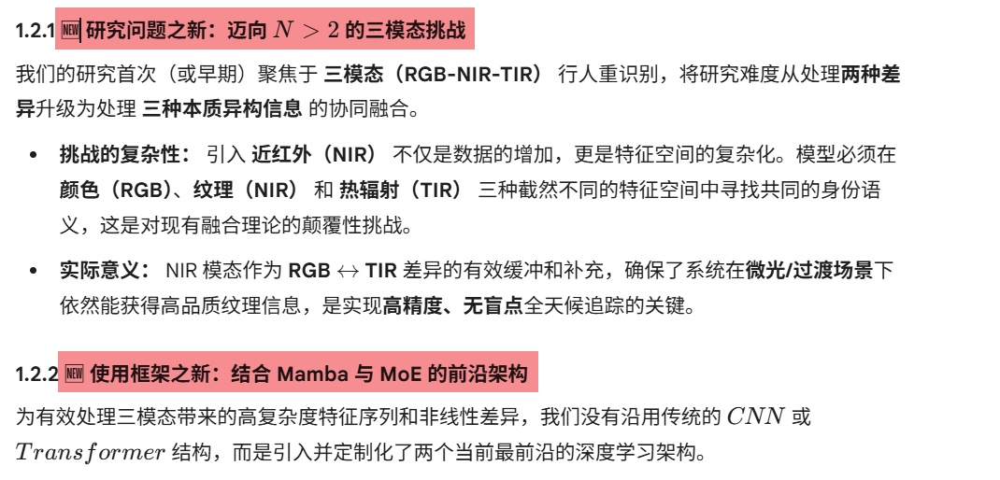 1.2.1 🆕 研究问题之新：迈向 N > 2 的三模态挑战
我们的研究首次（或早期）聚焦于 三模态（RGB-NIR-TIR） 行人重识别，将研究难度从处理两种差
异升级为处理 三种本质异构信息 的协同融合。
• 挑战的复杂性： 引入 近红外（NIR） 不仅是数据的增加，更是特征空间的复杂化。模型必须在
颜色（RGB）、纹理（NIR） 和 热辐射（TIR） 三种截然不同的特征空间中寻找共同的身份语
义，这是对现有融合理论的颠覆性挑战。
• 实际意义： NIR 模态作为 RGB ↔ TIR 差异的有效缓冲和补充，确保了系统在微光/过渡场景下
依然能获得高品质纹理信息，是实现高精度、无盲点全天候追踪的关键。
1.2.2 🆕 使用框架之新：结合 Mamba 与 MoE 的前沿架构
为有效处理三模态带来的高复杂度特征序列和非线性差异，我们没有沿用传统的 CNN 或
Transformer 结构，而是引入并定制化了两个当前最前沿的深度学习架构。